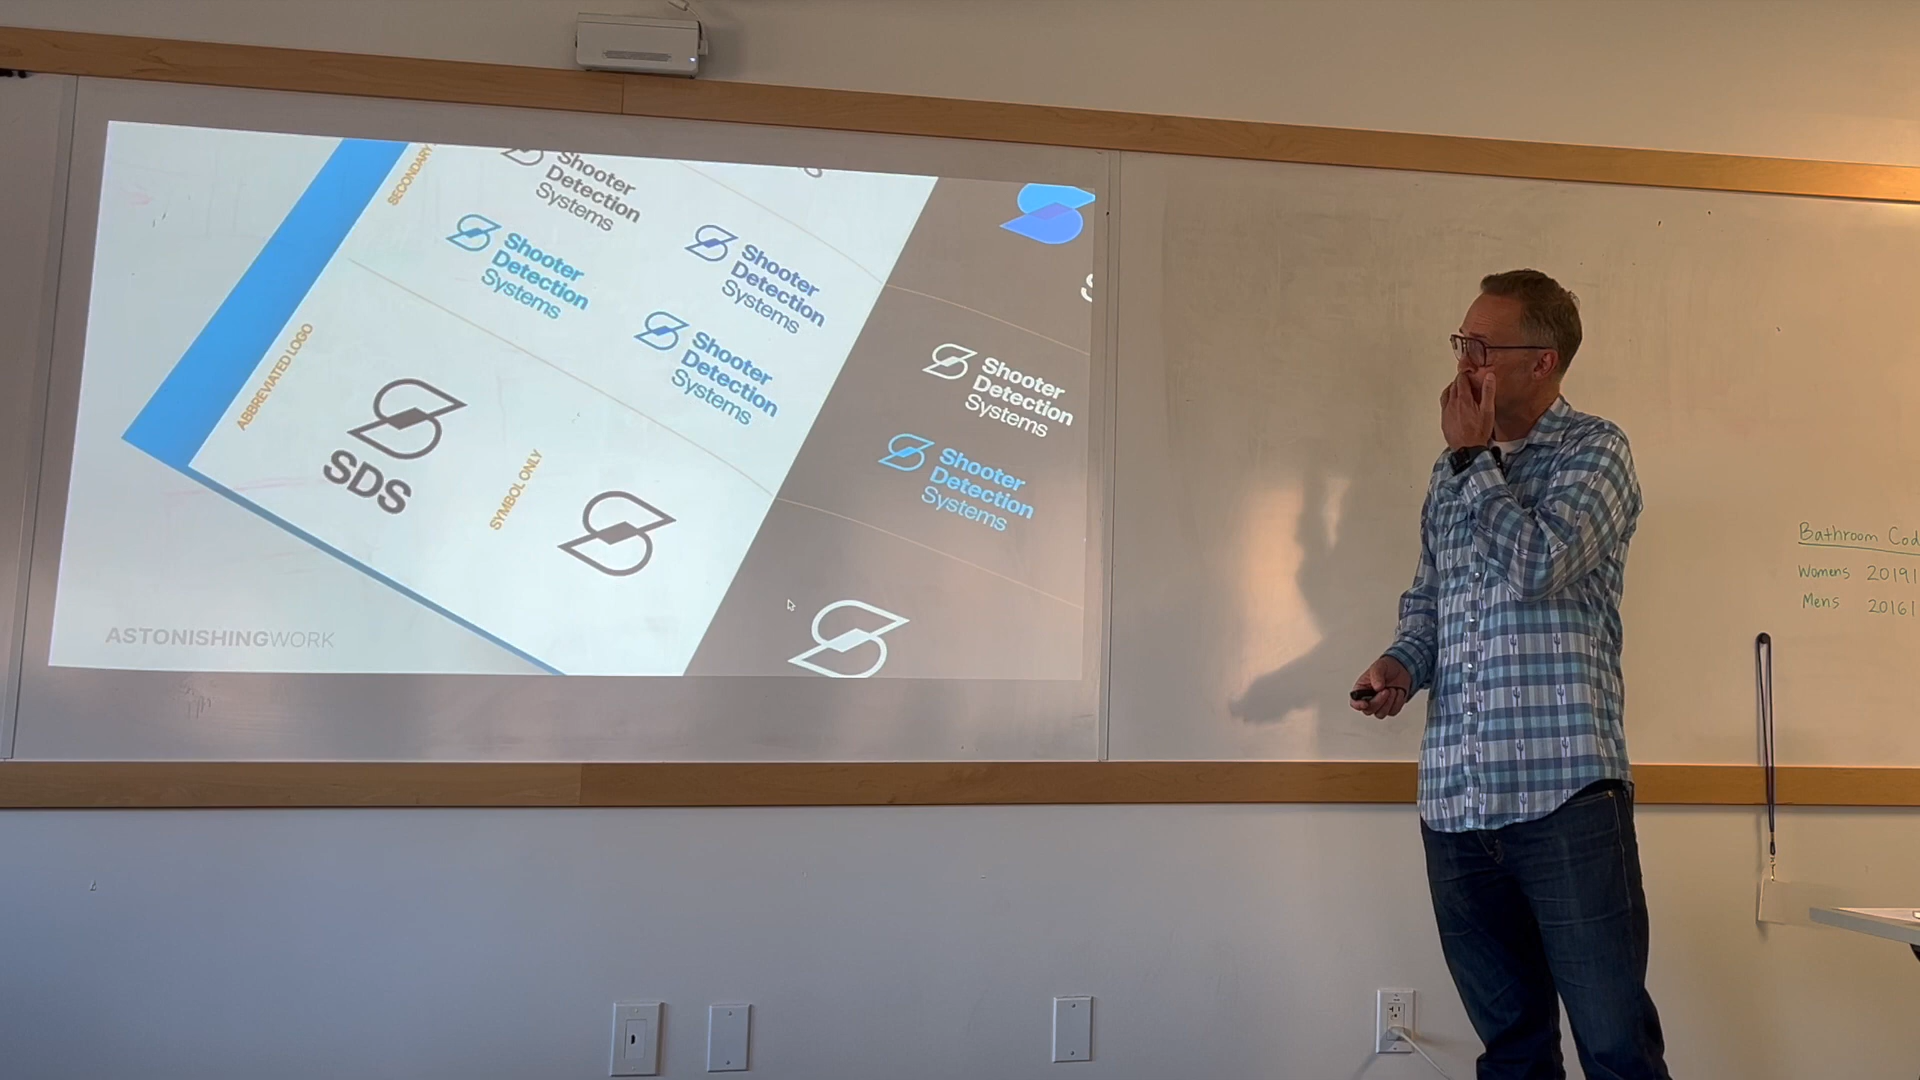 SECONDARY
Shooter
Detection
Systems
Shooter
Detection
Systems
Shooter
Detection
Systems
Shooter
Detection
Systems
Shooter
Detection
Systems
Shooter
Detection
Systems
ABBREVIATED LOGO
SDS
SYMBOL ONLY
ASTONISHINGWORK
Bathroom Cod
Womens 20191
Mens 20161